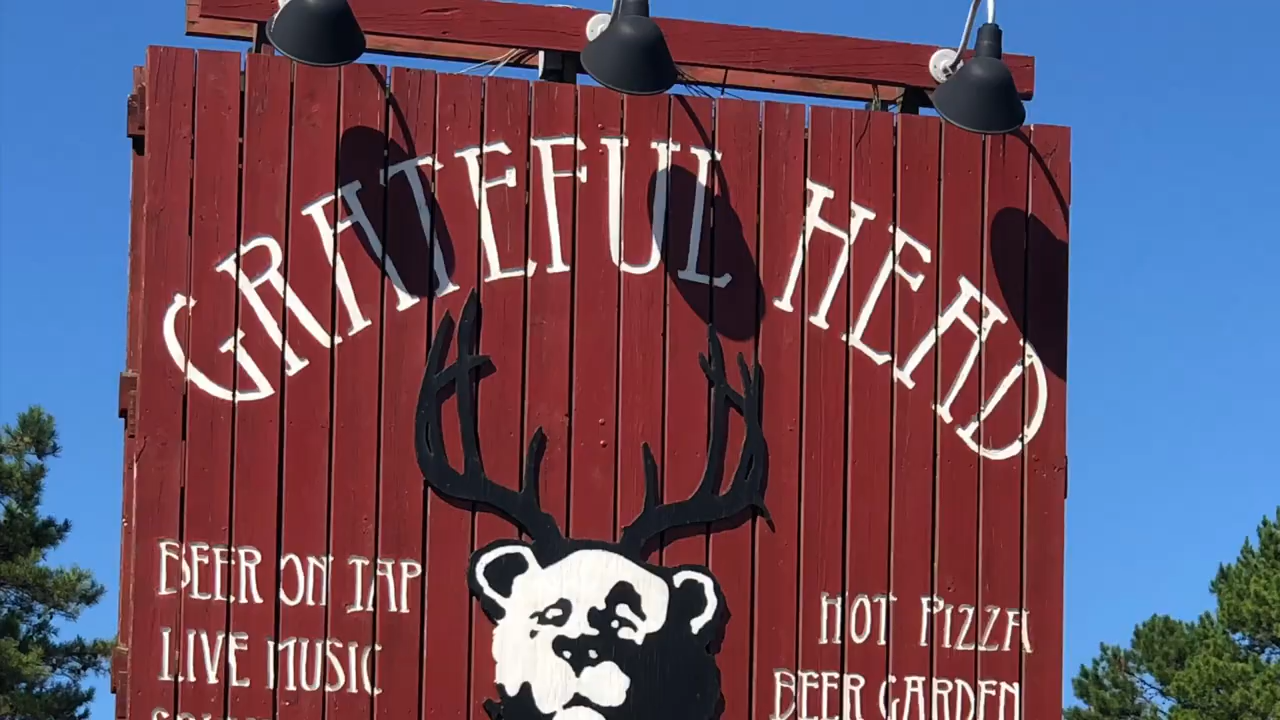 GRATEFUL HEAD
BEER ON TAP
LIVE MUSIC
HOT PIZZA
BEER GARDEN